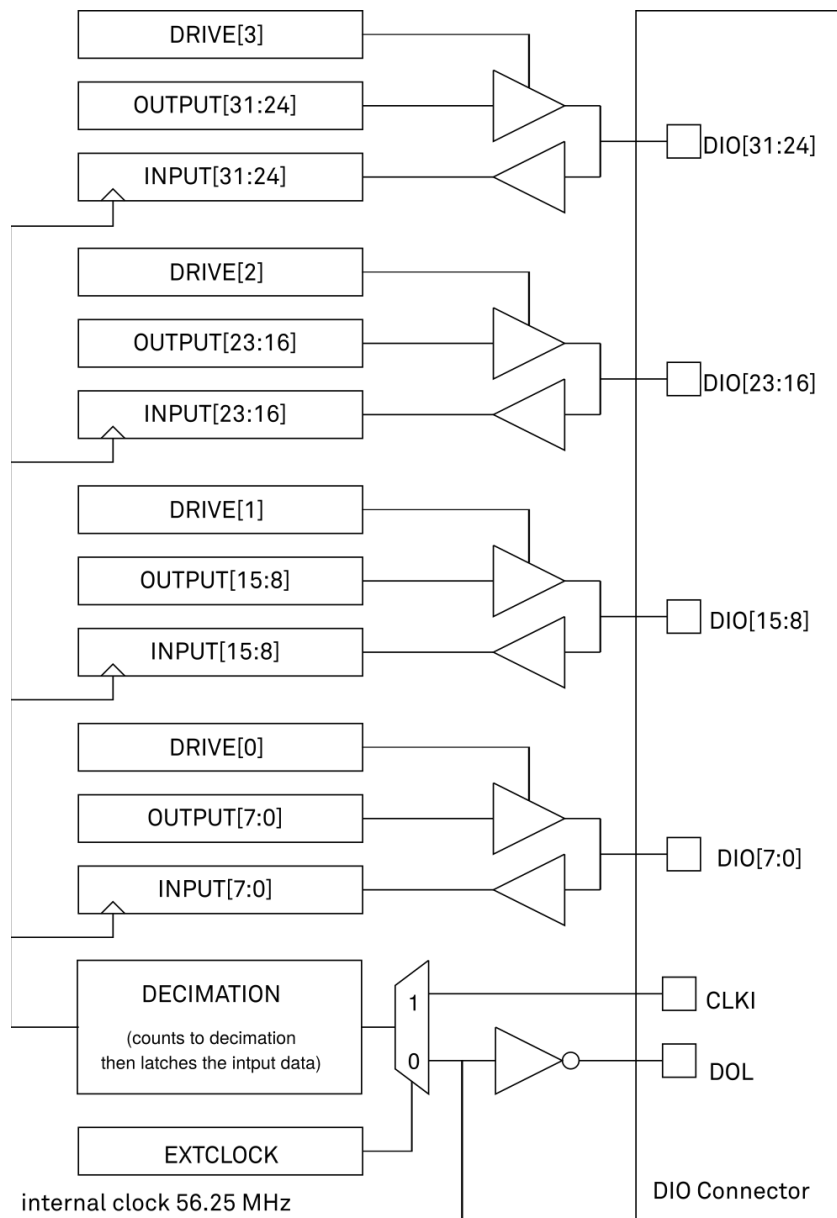 DRIVE[3]
OUTPUT[31:24]
INPUT[31:24]
DIO[31:24]
DRIVE[2]
OUTPUT[23:16]
INPUT[23:16]
DIO[23:16]
DRIVE[1]
OUTPUT[15:8]
INPUT[15:8]
DIO[15:8]
DRIVE[0]
OUTPUT[7:0]
INPUT[7:0]
DIO[7:0]
DECIMATION
(counts to decimation
then latches the intput data)
1
0
CLKI
DOL
EXTCLOCK
internal clock 56.25 MHz
DIO Connector